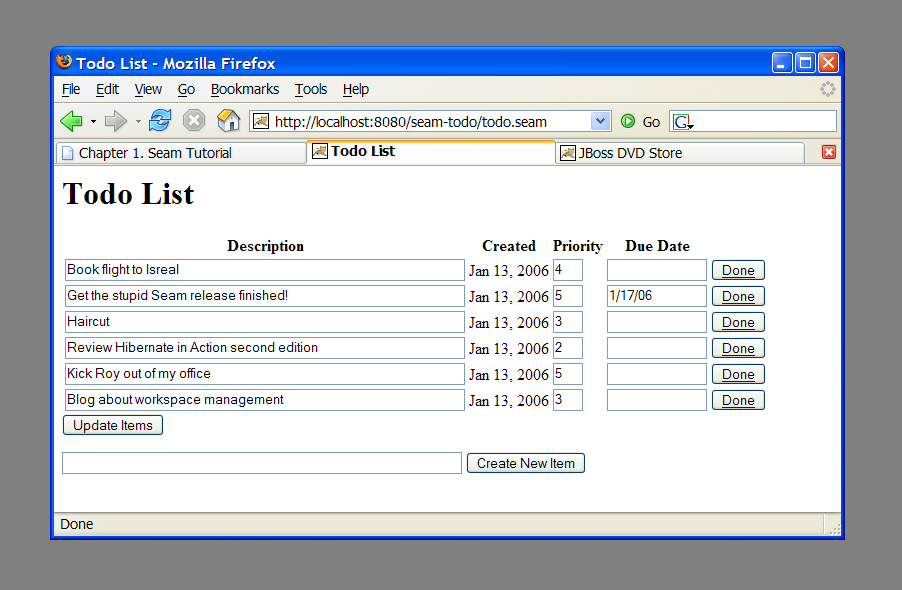 Todo List - Mozilla Firefox
File Edit View Go Bookmarks Tools Help
http://localhost:8080/seam-todo/todo.seam Go G
Chapter 1. Seam Tutorial Todo List JBoss DVD Store
Todo List
Description Created Priority Due Date
Book flight to Isreal Jan 13, 2006 4 Done
Get the stupid Seam release finished! Jan 13, 2006 5 1/17/06 Done
Haircut Jan 13, 2006 3 Done
Review Hibernate in Action second edition Jan 13, 2006 2 Done
Kick Roy out of my office Jan 13, 2006 5 Done
Blog about workspace management Jan 13, 2006 3 Done
Update Items
Create New Item
Done